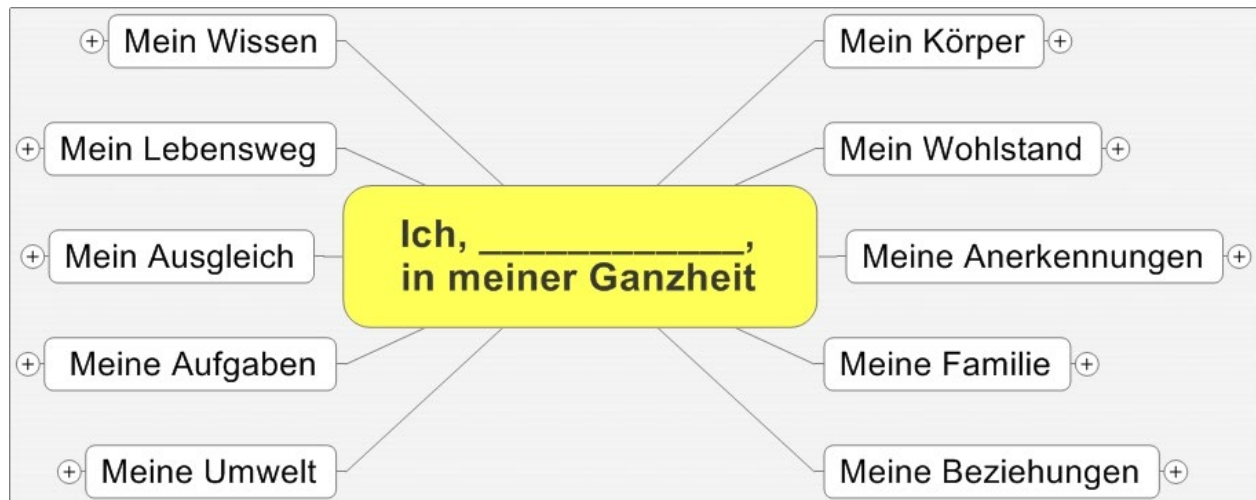 Mein Wissen
Mein Lebensweg
Mein Ausgleich
Meine Aufgaben
Meine Umwelt
Ich, ____________,
in meiner Ganzheit
Mein Körper
Mein Wohlstand
Meine Anerkennungen
Meine Familie
Meine Beziehungen